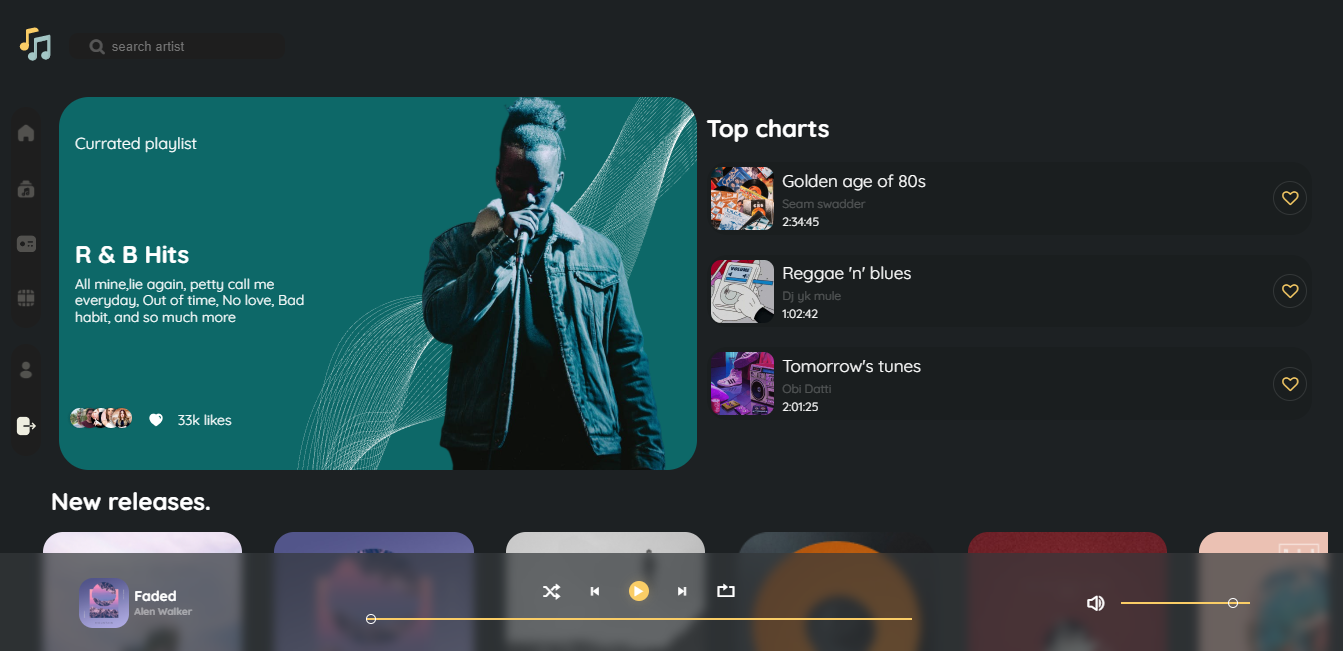 search artist
Currated playlist
R & B Hits
All mine,lie again, petty call me
everyday, Out of time, No love, Bad
habit, and so much more
33k likes
Top charts
Golden age of 80s
Seam swadder
2:34:45
Reggae 'n' blues
Dj yk mule
1:02:42
Tomorrow's tunes
Obi Datti
2:01:25
New releases.
Faded
Alen Walker